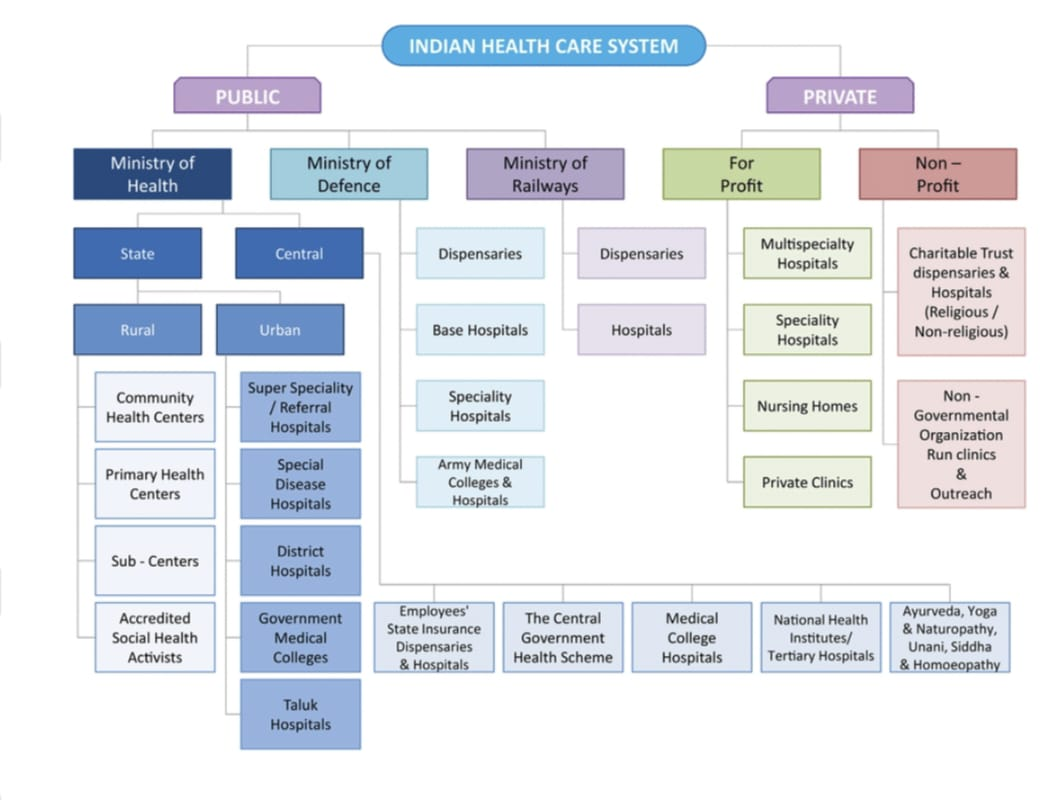 INDIAN HEALTH CARE SYSTEM
PUBLIC
PRIVATE
Ministry of
Health
Ministry of
Defence
Ministry of
Railways
For
Profit
Non –
Profit
State
Central
Rural
Urban
Community
Health Centers
Primary Health
Centers
Sub - Centers
Accredited
Social Health
Activists
Super Speciality
/ Referral
Hospitals
Special
Disease
Hospitals
District
Hospitals
Government
Medical
Colleges
Taluk
Hospitals
Dispensaries
Base Hospitals
Speciality
Hospitals
Army Medical
Colleges &
Hospitals
Dispensaries
Hospitals
Multispecialty
Hospitals
Speciality
Hospitals
Nursing Homes
Private Clinics
Charitable Trust
dispensaries &
Hospitals
(Religious /
Non-religious)
Non -
Governmental
Organization
Run clinics
&
Outreach
Employees'
State Insurance
Dispensaries
& Hospitals
The Central
Government
Health Scheme
Medical
College
Hospitals
National Health
Institutes/
Tertiary Hospitals
Ayurveda, Yoga
& Naturopathy,
Unani, Siddha
& Homoeopathy